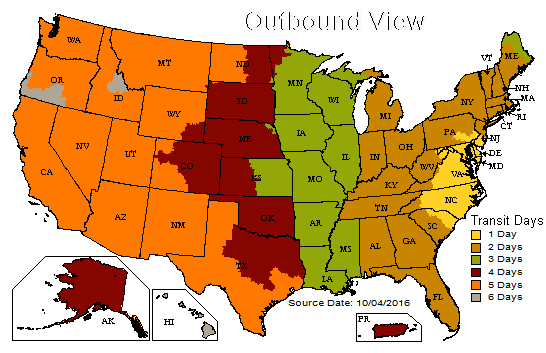 Outbound View
WA
MT
ND
MN
ME
VT
OR
ID
WY
SD
WI
MI
NY
NH
MA
RI
CT
NV
UT
CO
NE
IA
IL
IN
OH
PA
NJ
DE
MD
CA
KS
MO
KY
WV
VA
AZ
NM
OK
AR
TN
NC
SC
TX
LA
MS
AL
GA
FL
Transit Days
1 Day
2 Days
3 Days
4 Days
5 Days
6 Days
Source Date: 10/04/2016
AK
HI
PR